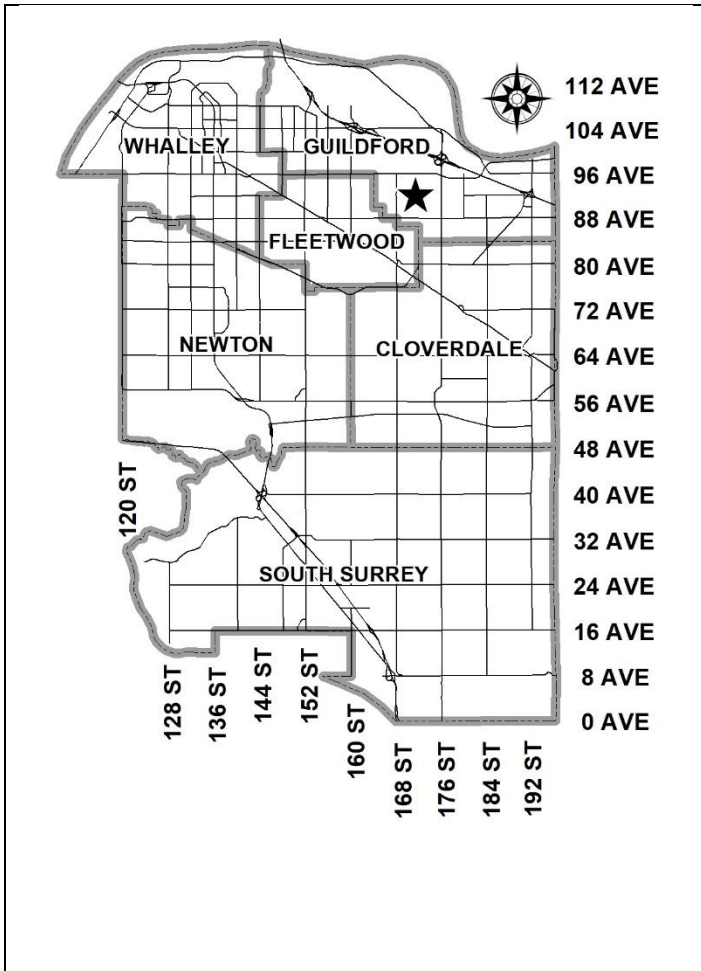 112 AVE
104 AVE
WHALLEY
GUILDFORD
96 AVE
88 AVE
FLEETWOOD
80 AVE
72 AVE
NEWTON
CLOVERDALE
64 AVE
56 AVE
48 AVE
120 ST
40 AVE
32 AVE
SOUTH SURREY
24 AVE
16 AVE
8 AVE
0 AVE
128 ST
136 ST
144 ST
152 ST
160 ST
168 ST
176 ST
184 ST
192 ST